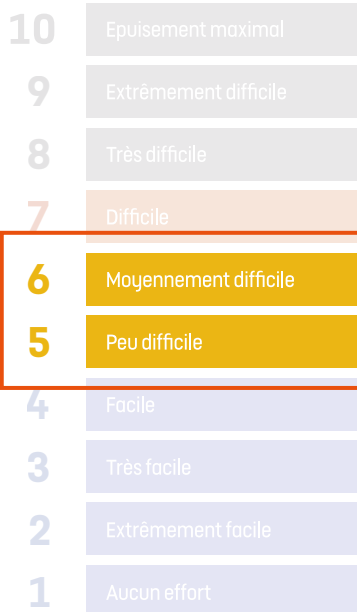 10 Epuisement maximal
9 Extrêmement difficile
8 Très difficile
7 Difficile
6 Moyennement difficile
5 Peu difficile
4 Facile
3 Très facile
2 Extrêmement facile
1 Aucun effort